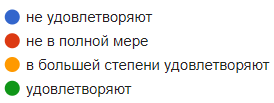 не удовлетворяют
не в полной мере
в большей степени удовлетворяют
удовлетворяют